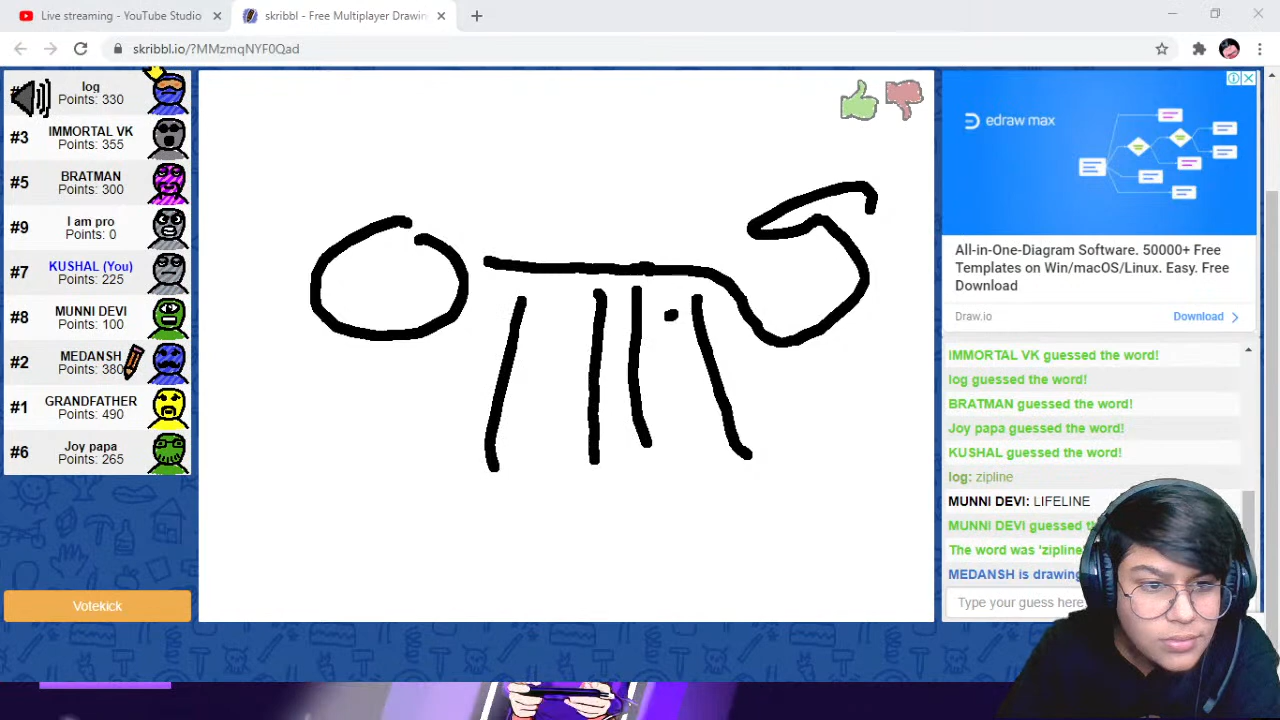 Live streaming - YouTube Studio
skribbl - Free Multiplayer Drawing
skribbl.io/?MMzmqNYF0Qad
log
Points: 330
#3 IMMORTAL VK
Points: 355
#5 BRATMAN
Points: 300
#9 I am pro
Points: 0
#7 KUSHAL (You)
Points: 225
#8 MUNNI DEVI
Points: 100
#2 MEDANSH
Points: 380
#1 GRANDFATHER
Points: 490
#6 Joy papa
Points: 265
Votekick
edraw max
All-in-One-Diagram Software. 50000+ Free
Templates on Win/macOS/Linux. Easy. Free
Download
Draw.io Download
IMMORTAL VK guessed the word!
log guessed the word!
BRATMAN guessed the word!
Joy papa guessed the word!
KUSHAL guessed the word!
log: zipline
MUNNI DEVI: LIFELINE
MUNNI DEVI guessed
The word was 'zipline
MEDANSH is drawing
Type your guess here